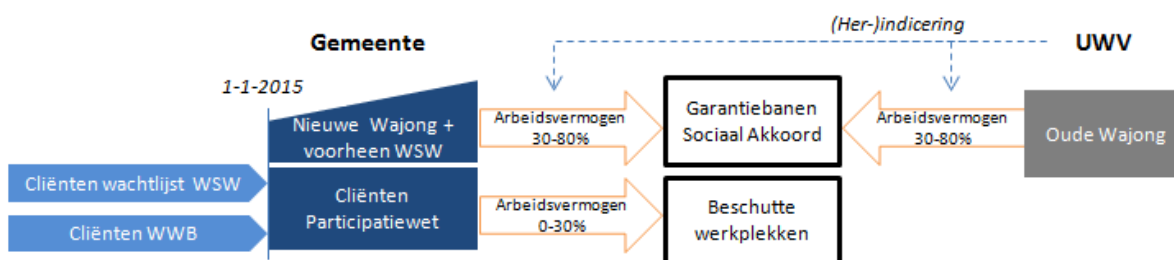 (Her-)indicering
Gemeente
UWV
1-1-2015
Nieuwe Wajong +
voorheen WSW
Arbeidsvermogen
30-80%
Garantiebanen
Sociaal Akkoord
Arbeidsvermogen
30-80%
Oude Wajong
Cliënten wachtlijst WSW
Cliënten WWB
Cliënten
Participatiewet
Arbeidsvermogen
0-30%
Beschutte
werkplekken